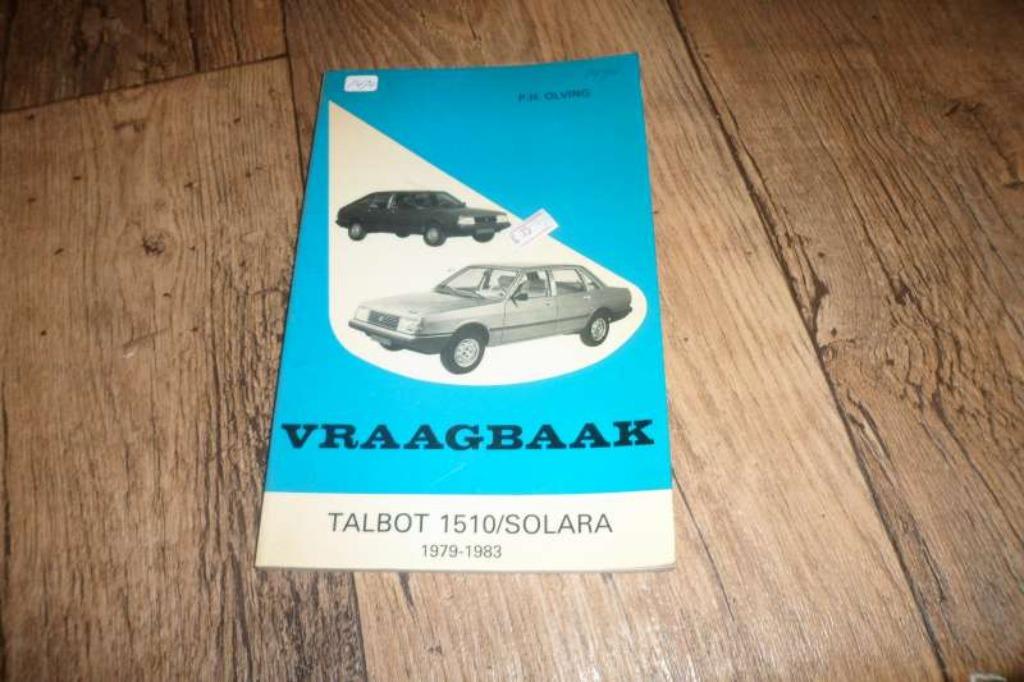 P.H. OLVING
VRAAGBAAK
TALBOT 1510/SOLARA
1979-1983